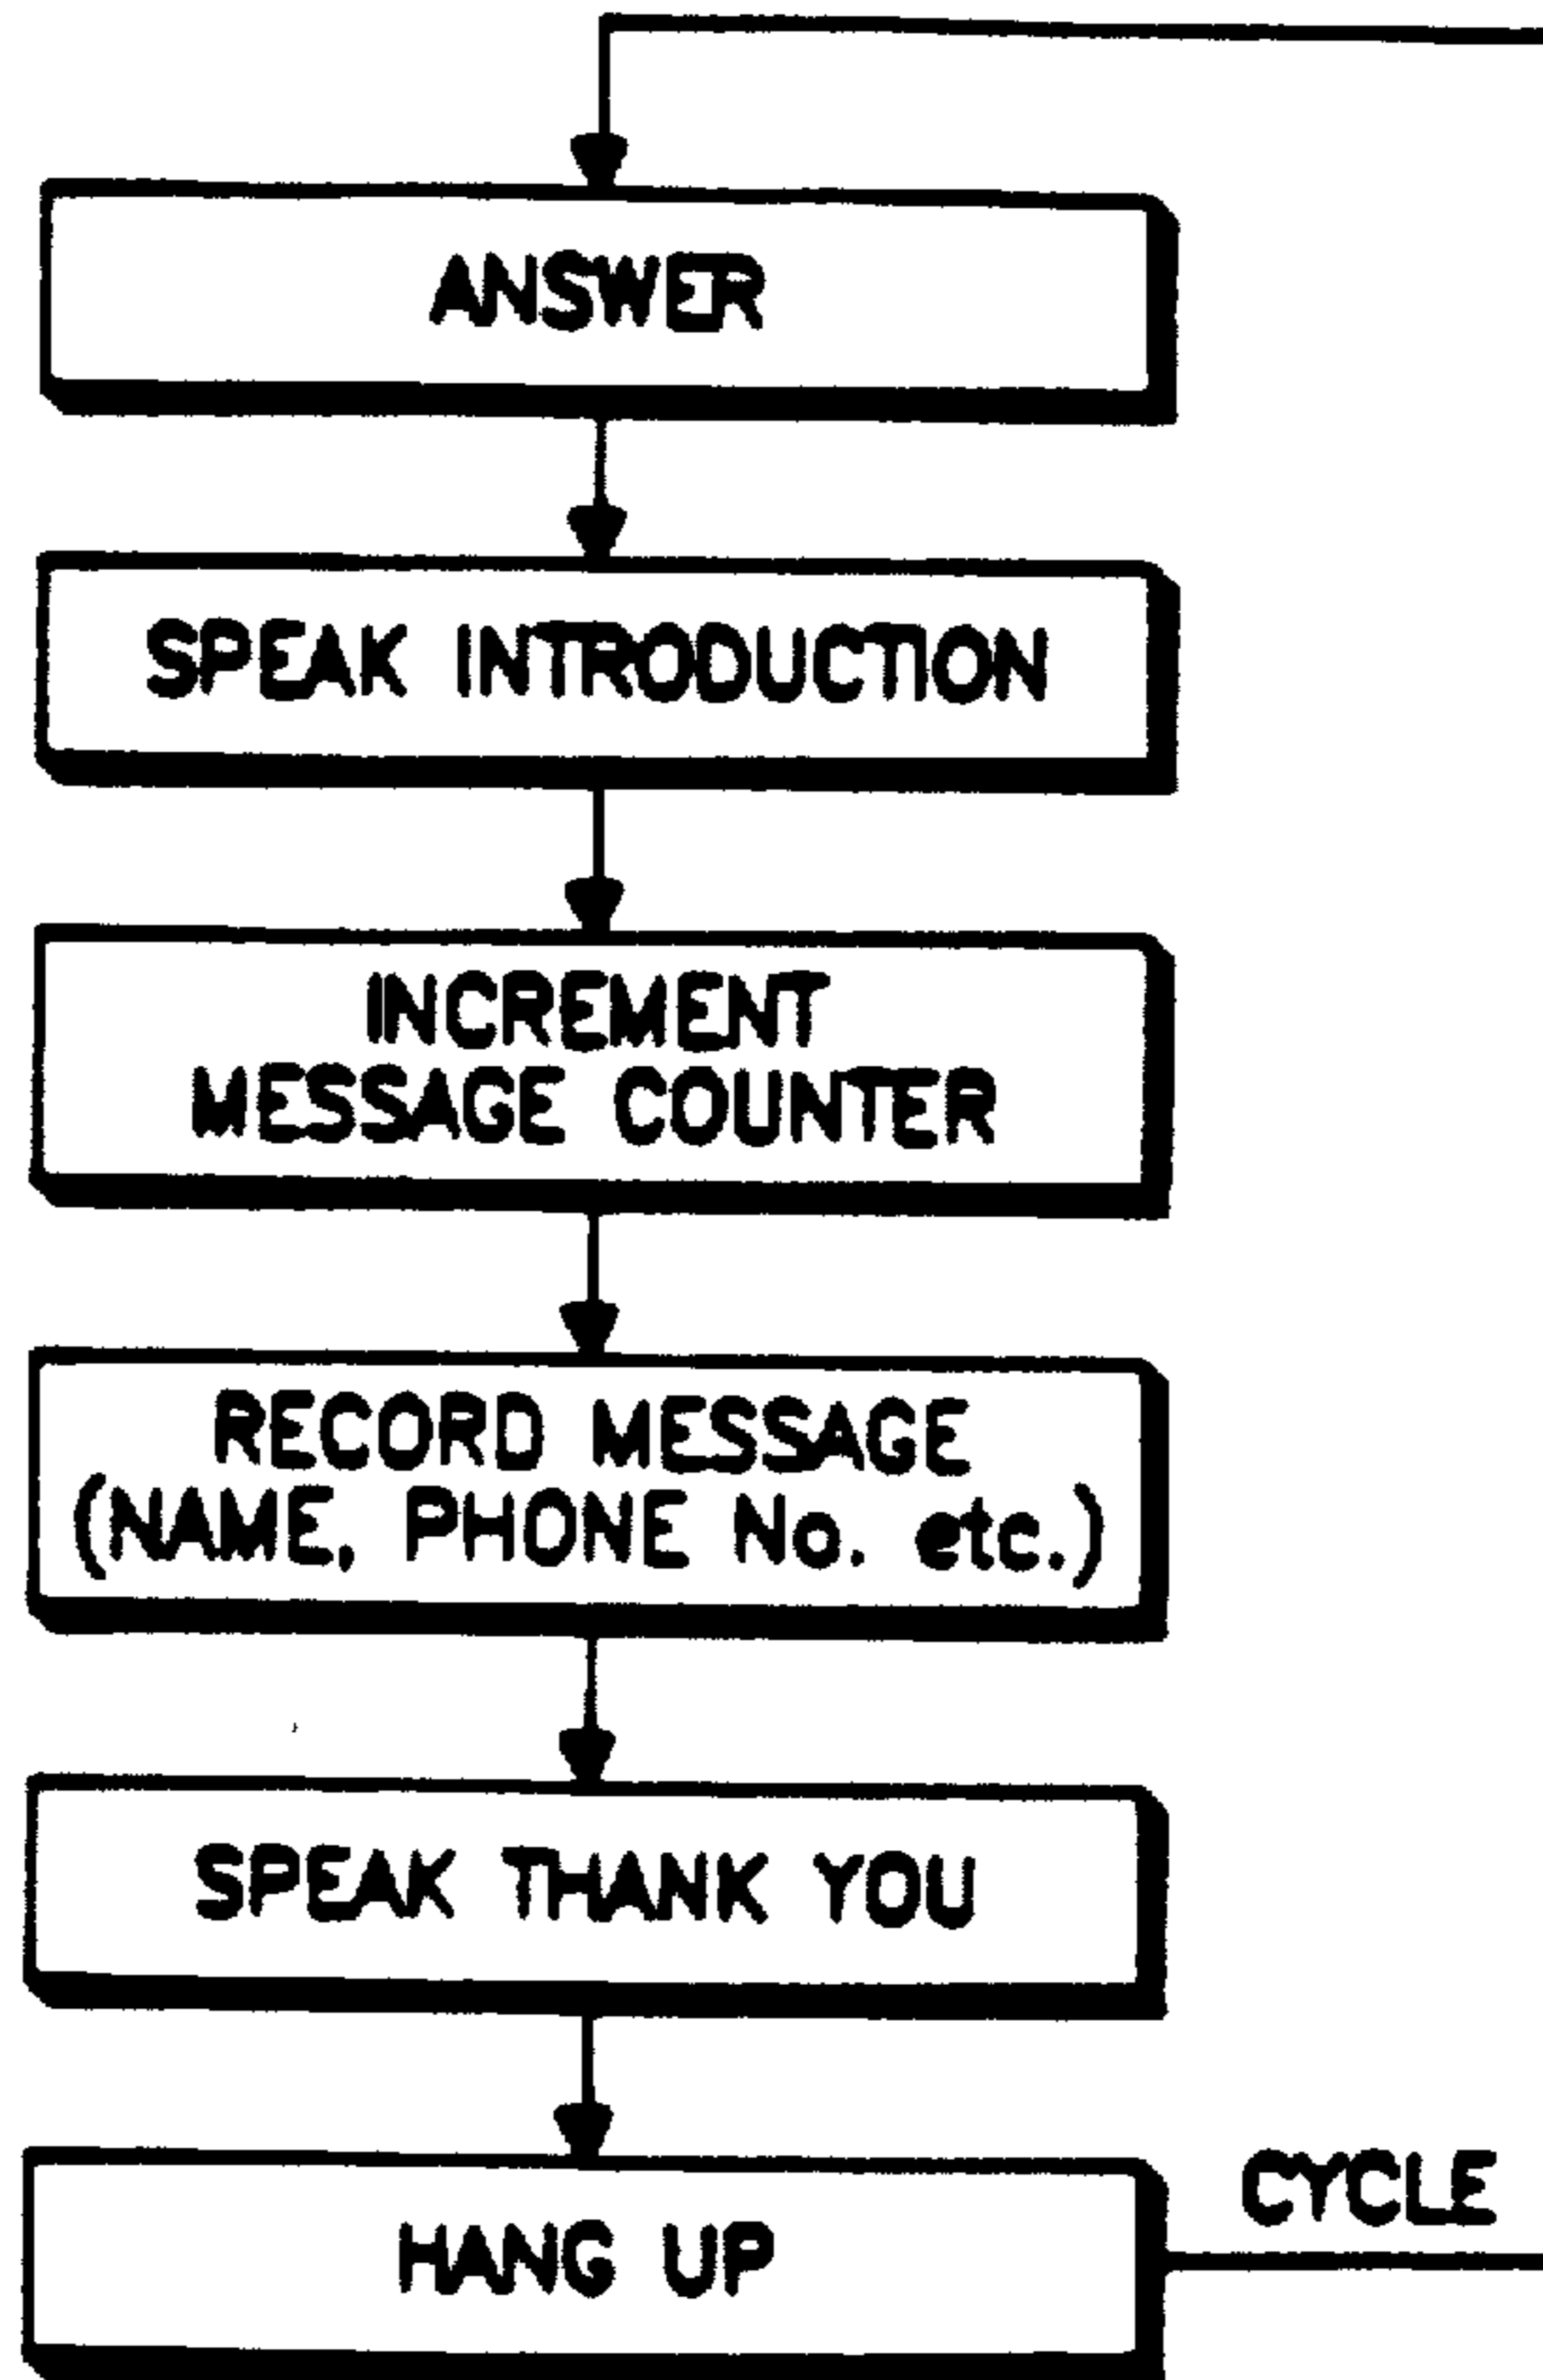 ANSWER
SPEAK INTRODUCTION
INCREMENT
MESSAGE COUNTER
RECORD MESSAGE
(NAME, PHONE No. etc.)
SPEAK THANK YOU
HANG UP
CYCLE